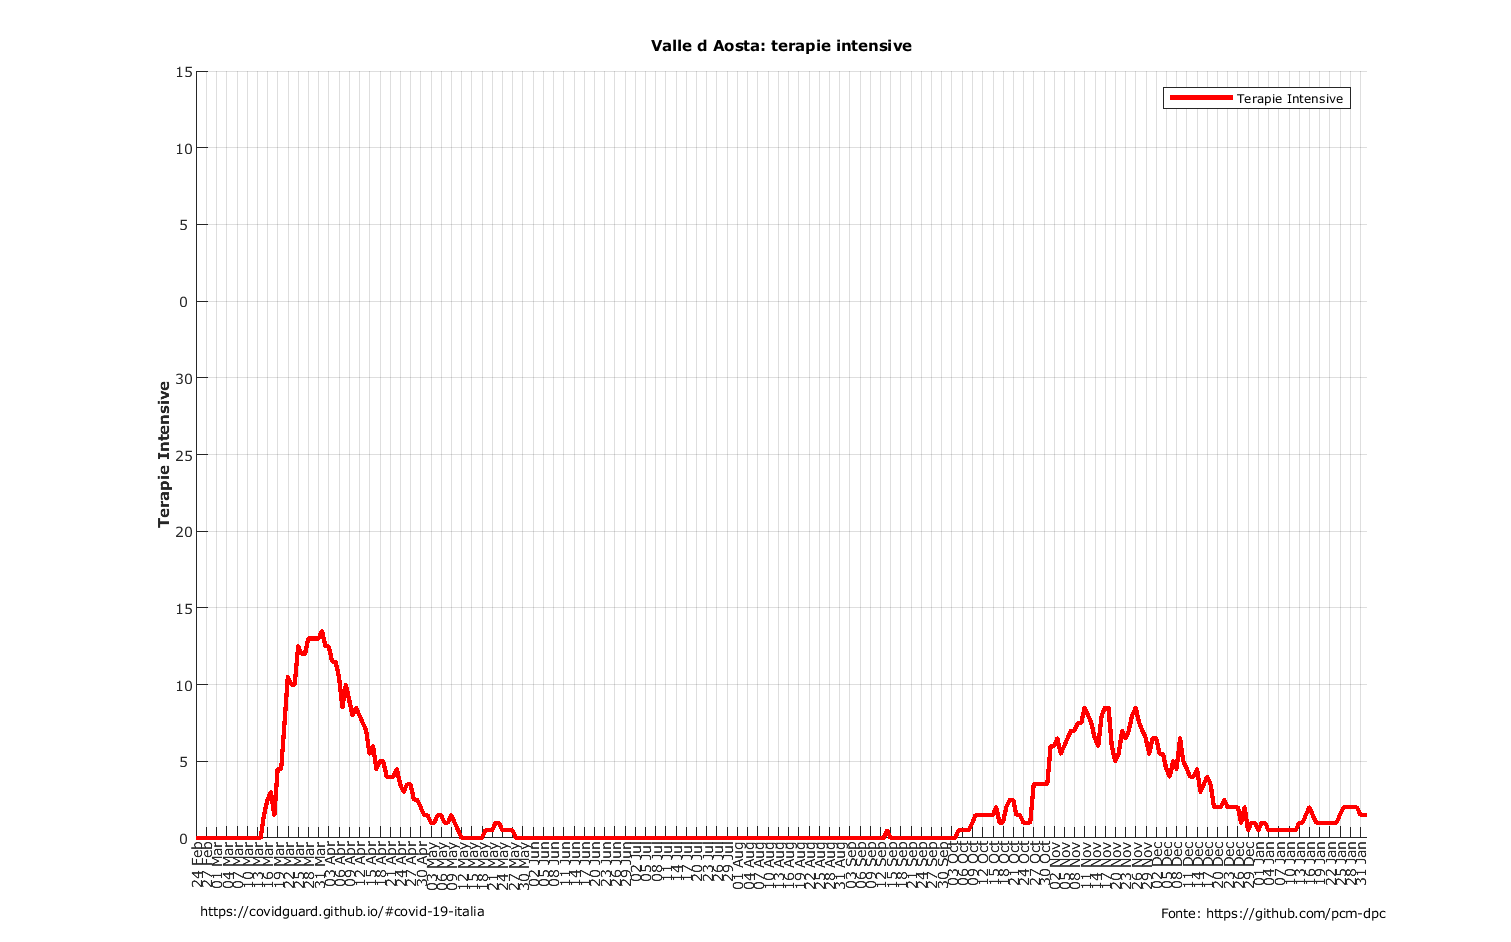 Valle d Aosta: terapie intensive
Terapie Intensive
15
10
5
0
30
25
20
15
10
5
0
Terapie Intensive
24 Feb
27 Feb
01 Mar
04 Mar
07 Mar
10 Mar
13 Mar
16 Mar
19 Mar
22 Mar
25 Mar
28 Mar
31 Mar
03 Apr
06 Apr
09 Apr
12 Apr
15 Apr
18 Apr
21 Apr
24 Apr
27 Apr
30 Apr
03 May
06 May
09 May
12 May
15 May
18 May
21 May
24 May
27 May
30 May
02 Jun
05 Jun
08 Jun
11 Jun
14 Jun
17 Jun
20 Jun
23 Jun
26 Jun
29 Jun
02 Jul
05 Jul
08 Jul
11 Jul
14 Jul
17 Jul
20 Jul
23 Jul
26 Jul
29 Jul
01 Aug
04 Aug
07 Aug
10 Aug
13 Aug
16 Aug
19 Aug
22 Aug
25 Aug
28 Aug
31 Aug
03 Sep
06 Sep
09 Sep
12 Sep
15 Sep
18 Sep
21 Sep
24 Sep
27 Sep
30 Sep
03 Oct
06 Oct
09 Oct
12 Oct
15 Oct
18 Oct
21 Oct
24 Oct
27 Oct
30 Oct
02 Nov
05 Nov
08 Nov
11 Nov
14 Nov
17 Nov
20 Nov
23 Nov
26 Nov
29 Nov
02 Dec
05 Dec
08 Dec
11 Dec
14 Dec
17 Dec
20 Dec
23 Dec
26 Dec
29 Dec
01 Jan
04 Jan
07 Jan
10 Jan
13 Jan
16 Jan
19 Jan
22 Jan
25 Jan
28 Jan
31 Jan
https://covidguard.github.io/#covid-19-italia
Fonte: https://github.com/pcm-dpc